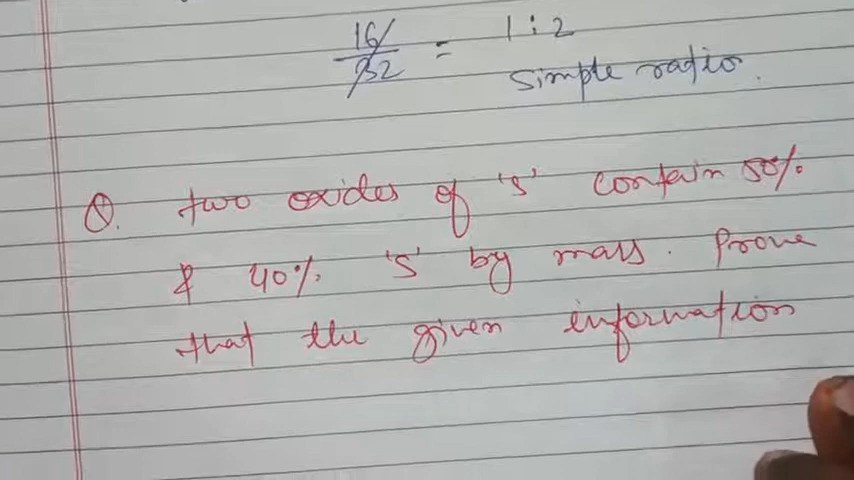 16/32 = 1:2
simple ratio.
Q. two oxides of 's' contain 50%
& 40% 'S' by mass. Prove
that the given information